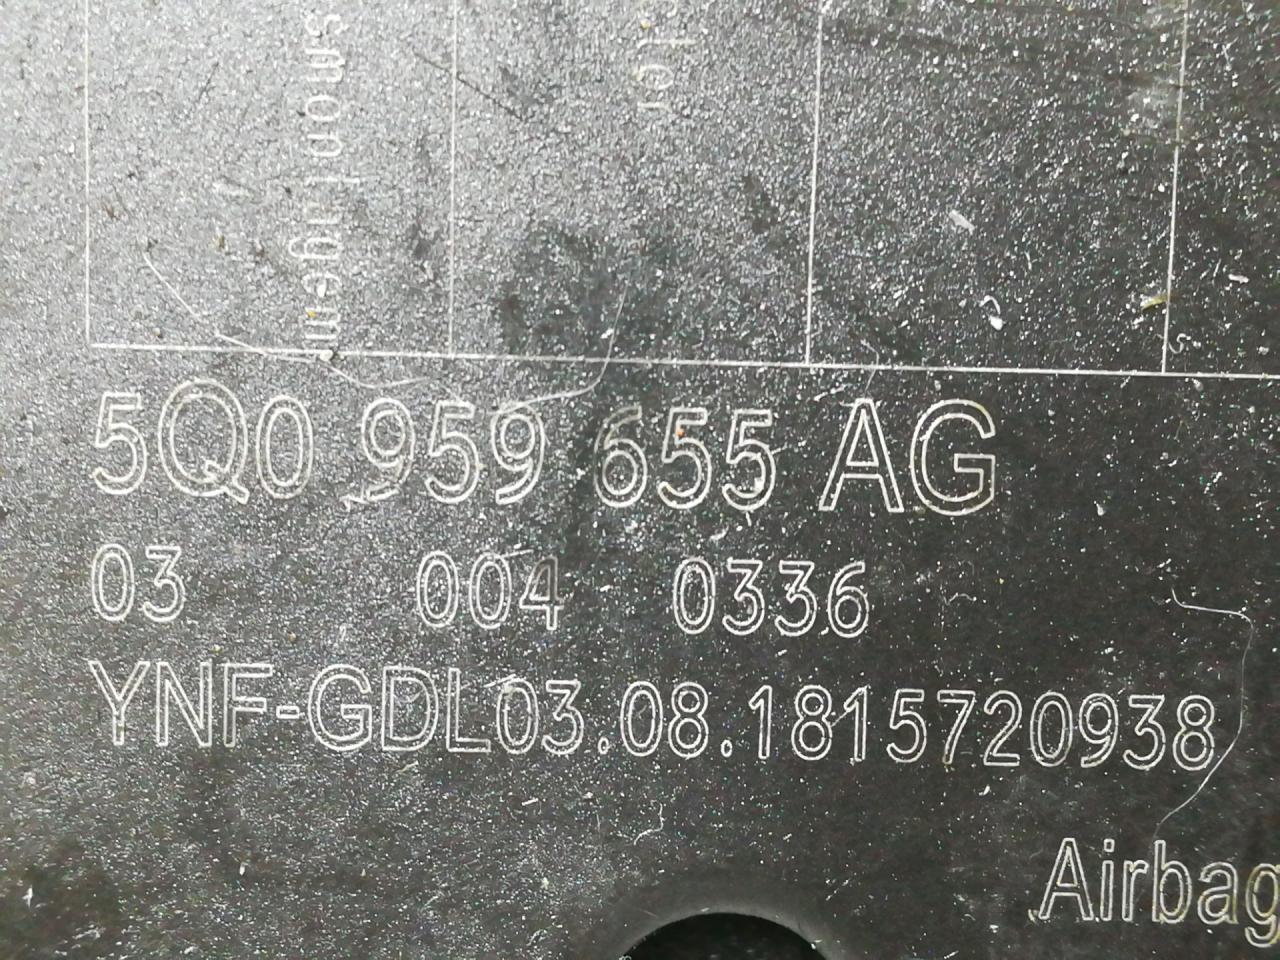 5Q0 959 655 AG
03 004 0336
YNF-GDL03.08.1815720938
Airbag